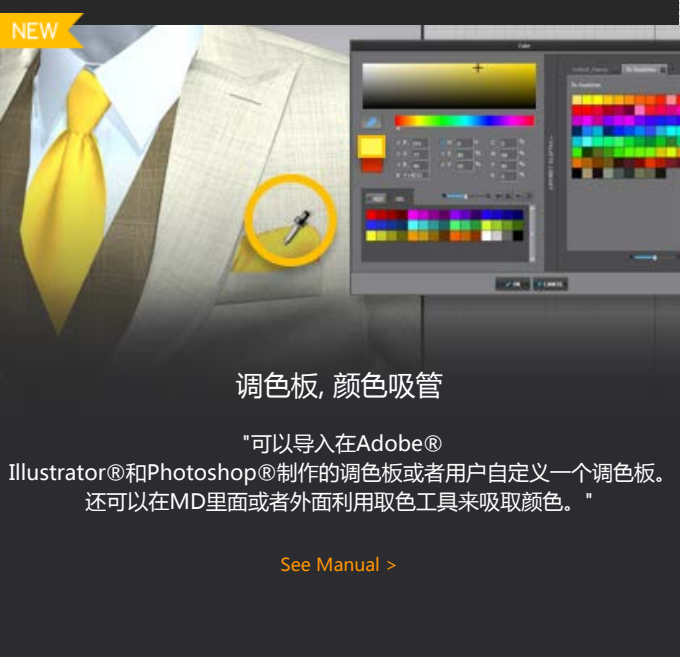 NEW
Color
调色板, 颜色吸管
"可以导入在Adobe®
Illustrator®和Photoshop®制作的调色板或者用户自定义一个调色板。
还可以在MD里面或者外面利用取色工具来吸取颜色。"
See Manual >